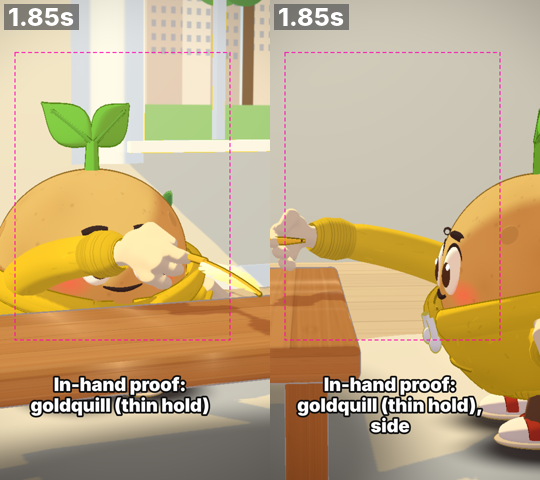 1.85s
In-hand proof:
goldquill (thin hold)
1.85s
In-hand proof:
goldquill (thin hold),
side